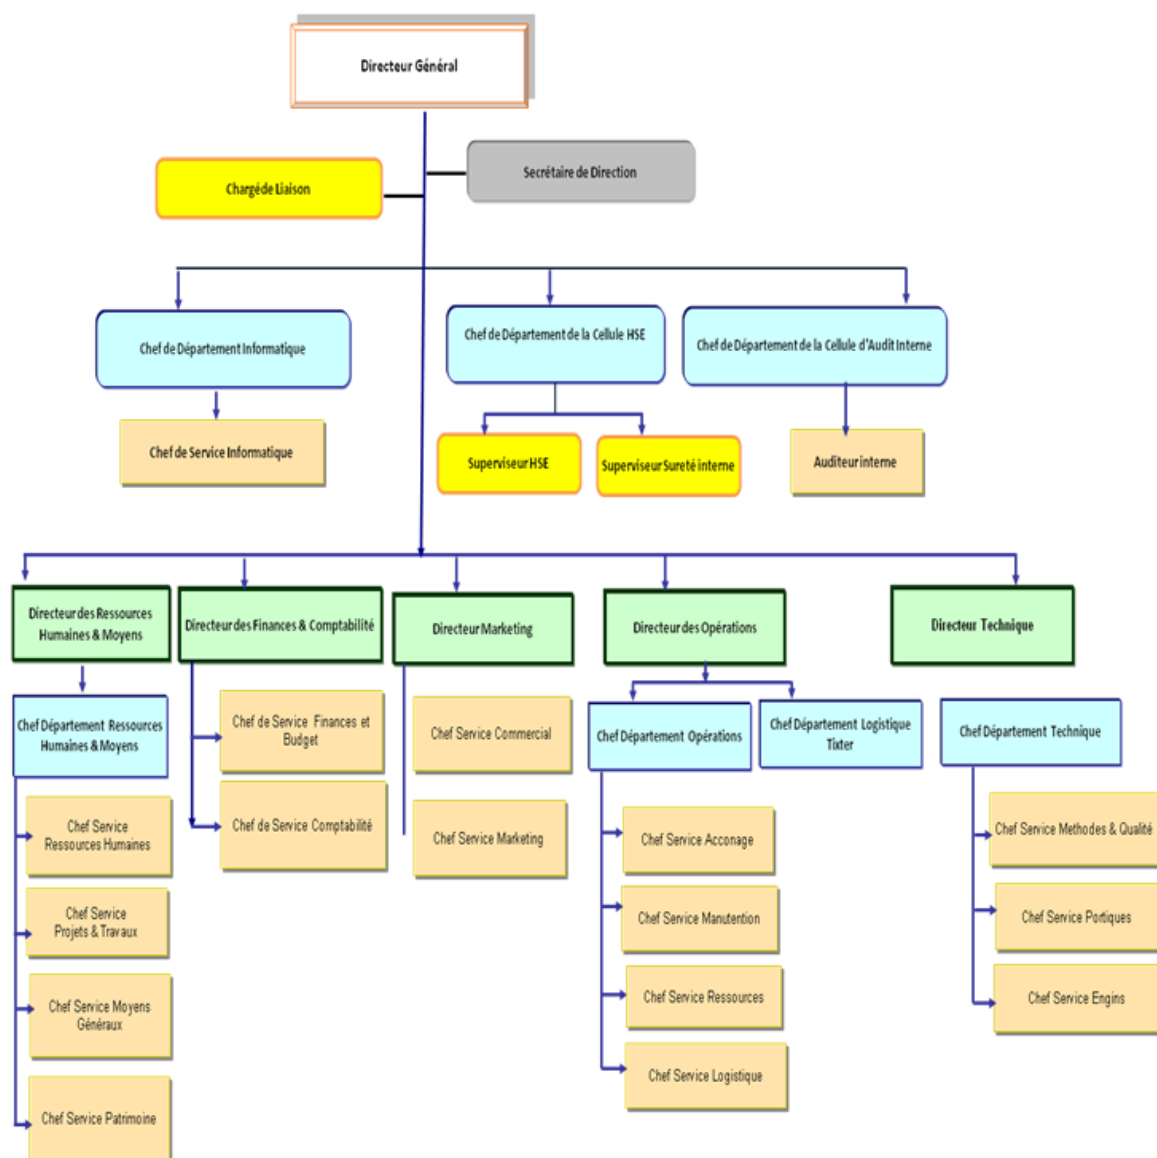 Directeur Général
Secrétaire de Direction
Chargéde Liaison
Chef de Département Informatique
Chef de Département de la Cellule HSE
Chef de Département de la Cellule d'Audit Interne
Chef de Service Informatique
Superviseur HSE
Superviseur Sureté interne
Auditeur interne
Directeur des Ressources
Humaines & Moyens
Directeur des Finances & Comptabilité
Directeur Marketing
Directeur des Opérations
Directeur Technique
Chef Département Ressources
Humaines & Moyens
Chef de Service Finances et
Budget
Chef Service Commercial
Chef Département Opérations
Chef Département Logistique
Tixter
Chef Département Technique
Chef Service
Ressources Humaines
Chef de Service Comptabilité
Chef Service Marketing
Chef Service Acconage
Chef Service Methodes & Qualité
Chef Service
Projets & Travaux
Chef Service Manutention
Chef Service Portiques
Chef Service Moyens
Généraux
Chef Service Ressources
Chef Service Engins
Chef Service Logistique
Chef Service Patrimoine